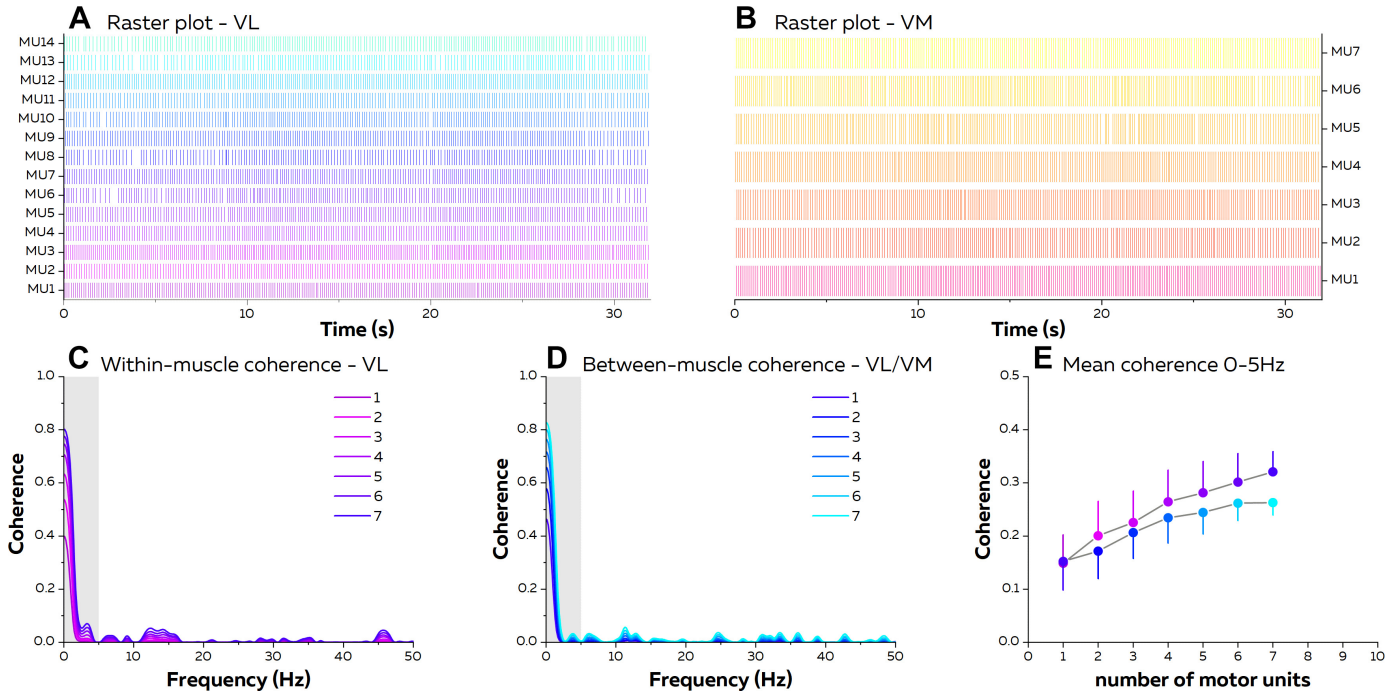 A Raster plot - VL
MU14
MU13
MU12
MU11
MU10
MU9
MU8
MU7
MU6
MU5
MU4
MU3
MU2
MU1
0 10 20 30
Time (s)
B Raster plot - VM
MU7
MU6
MU5
MU4
MU3
MU2
MU1
0 10 20 30
Time (s)
C Within-muscle coherence - VL
1.0
0.8
0.6
0.4
0.2
0.0
Coherence
1
2
3
4
5
6
7
0 10 20 30 40 50
Frequency (Hz)
D Between-muscle coherence - VL/VM
1.0
0.8
0.6
0.4
0.2
0.0
Coherence
1
2
3
4
5
6
7
0 10 20 30 40 50
Frequency (Hz)
E Mean coherence 0-5Hz
0.5
0.4
0.3
0.2
0.1
0.0
Coherence
0 1 2 3 4 5 6 7 8 9 10
number of motor units